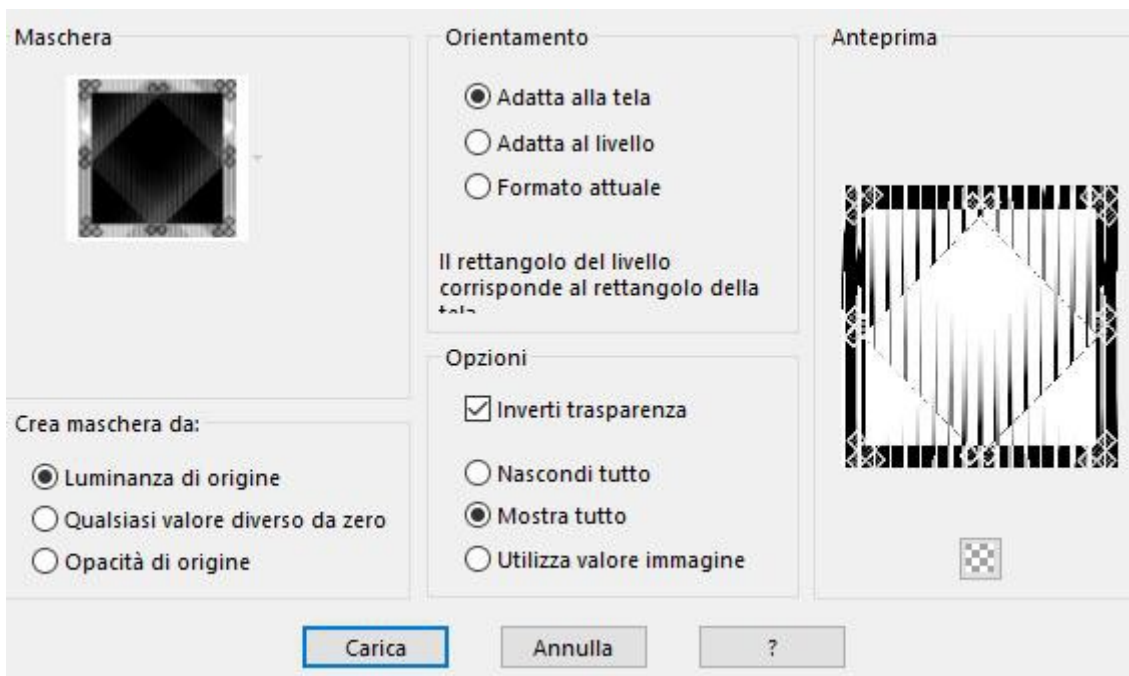 Maschera
Crea maschera da:
Luminanza di origine
Qualsiasi valore diverso da zero
Opacità di origine
Orientamento
Adatta alla tela
Adatta al livello
Formato attuale
Il rettangolo del livello
corrisponde al rettangolo della
Opzioni
Inverti trasparenza
Nascondi tutto
Mostra tutto
Utilizza valore immagine
Anteprima
Carica
Annulla
?